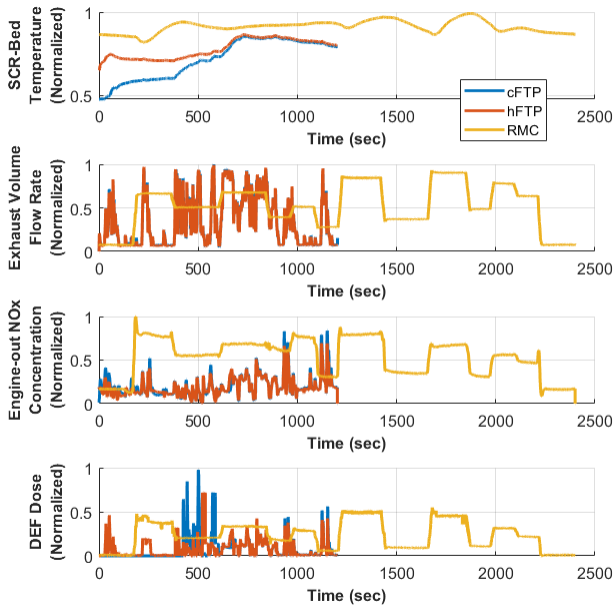 SCR-Bed
Temperature
(Normalized)
1
0.5
0 500 1000 1500 2000 2500
Time (sec)
cFTP
hFTP
RMC
Exhaust Volume
Flow Rate
(Normalized)
1
0.5
0
0 500 1000 1500 2000 2500
Time (sec)
Engine-out NOx
Concentration
(Normalized)
1
0.5
0
0 500 1000 1500 2000 2500
Time (sec)
DEF Dose
(Normalized)
1
0.5
0
0 500 1000 1500 2000 2500
Time (sec)